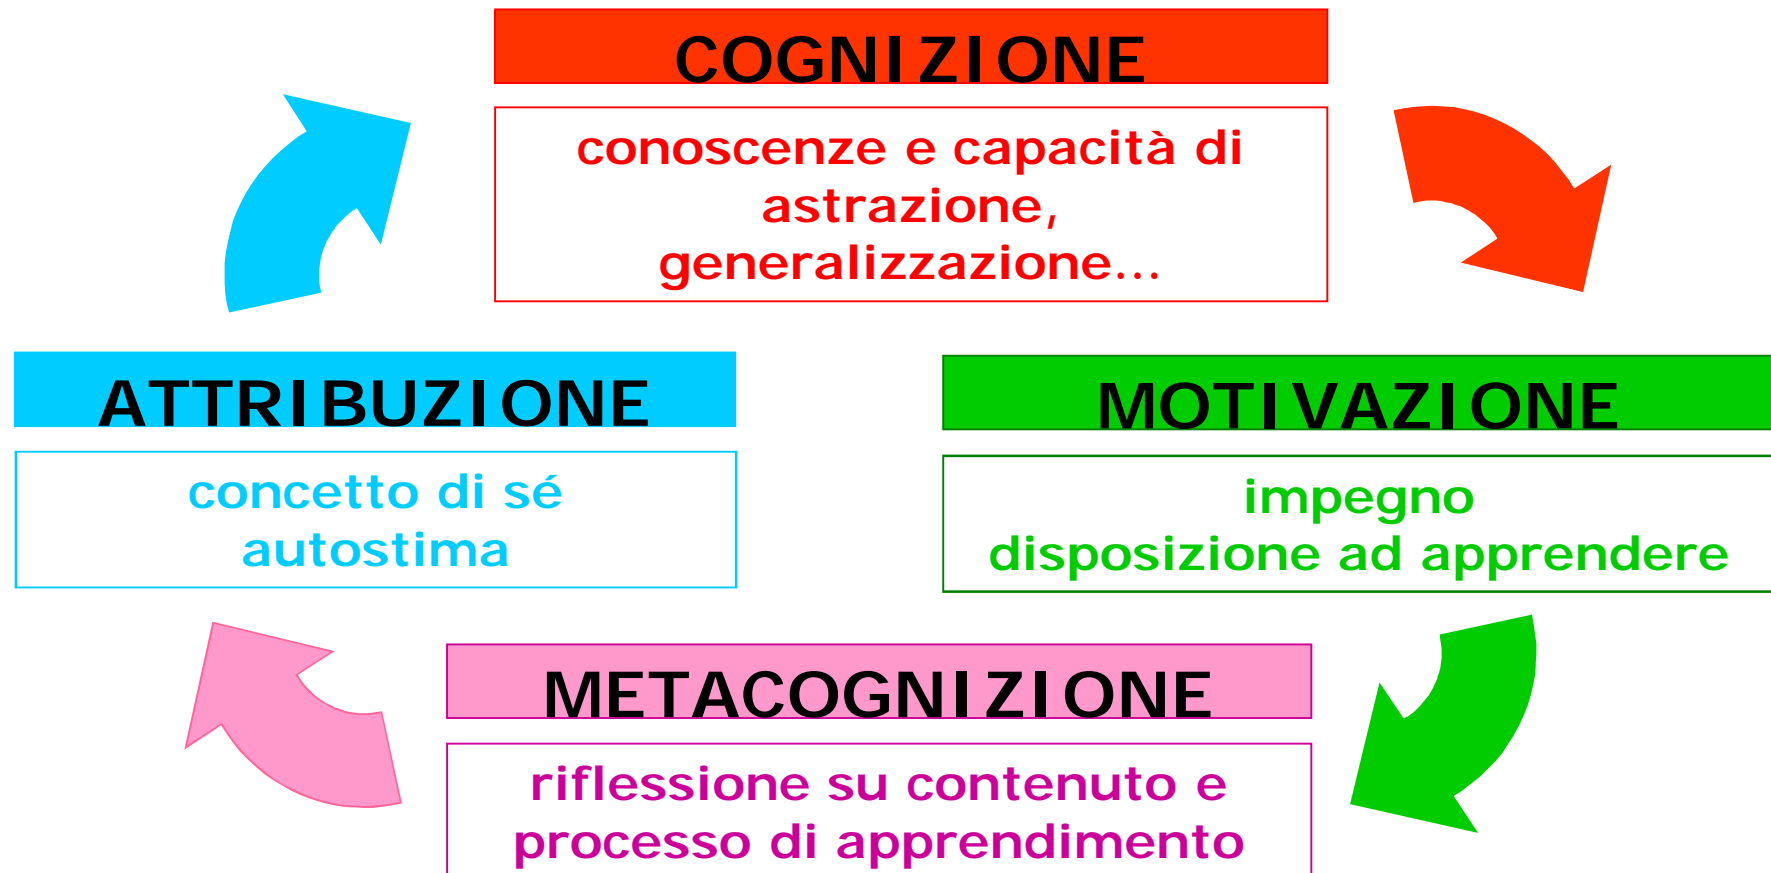 COGNIZIONE
conoscenze e capacità di
astrazione,
generalizzazione...
ATTRIBUZIONE
concetto di sé
autostima
MOTIVAZIONE
impegno
disposizione ad apprendere
METACOGNIZIONE
riflessione su contenuto e
processo di apprendimento